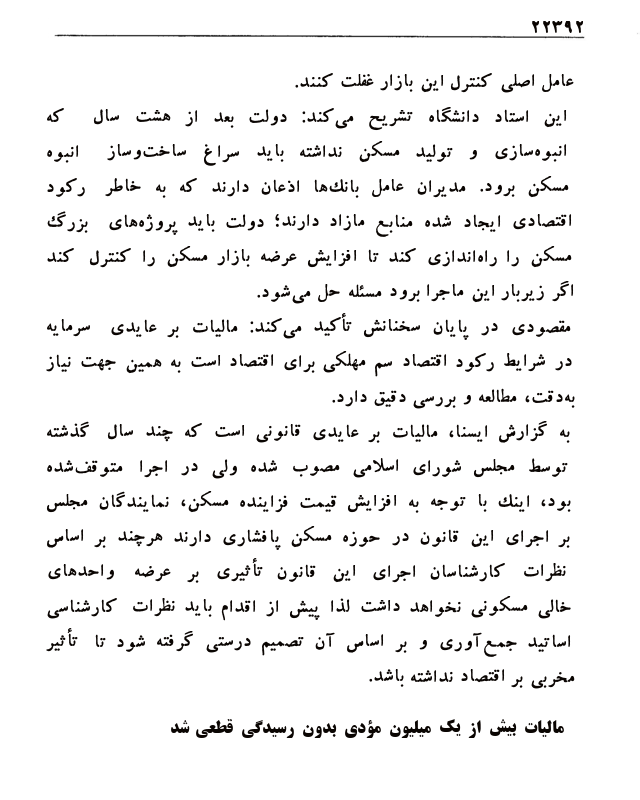 ۲۲۳۹۲
عامل اصلی کنترل این بازار غفلت کنند.
این استاد دانشگاه تشریح می‌کند: دولت بعد از هشت سال که
انبوه‌سازی و تولید مسکن نداشته باید سراغ ساخت‌وساز انبوه
مسکن برود. مدیران عامل بانك‌ها اذعان دارند که به خاطر رکود
اقتصادی ایجاد شده منابع مازاد دارند؛ دولت باید پروژه‌های بزرگ
مسکن را راه‌اندازی کند تا افزایش عرضه بازار مسکن را کنترل کند
اگر زیربار این ماجرا برود مسئله حل می‌شود.
مقصودی در پایان سخنانش تأکید می‌کند: مالیات بر عایدی سرمایه
در شرایط رکود اقتصاد سم مهلکی برای اقتصاد است به همین جهت نیاز
به‌دقت، مطالعه و بررسی دقیق دارد.
به گزارش ایسنا، مالیات بر عایدی قانونی است که چند سال گذشته
توسط مجلس شورای اسلامی مصوب شده ولی در اجرا متوقف‌شده
بود، اینك با توجه به افزایش قیمت فزاینده مسکن، نمایندگان مجلس
بر اجرای این قانون در حوزه مسکن پافشاری دارند هرچند بر اساس
نظرات کارشناسان اجرای این قانون تأثیری بر عرضه واحدهای
خالی مسکونی نخواهد داشت لذا پیش از اقدام باید نظرات کارشناسی
اساتید جمع‌آوری و بر اساس آن تصمیم درستی گرفته شود تا تأثیر
مخربی بر اقتصاد نداشته باشد.
مالیات بیش از یک میلیون مؤدی بدون رسیدگی قطعی شد